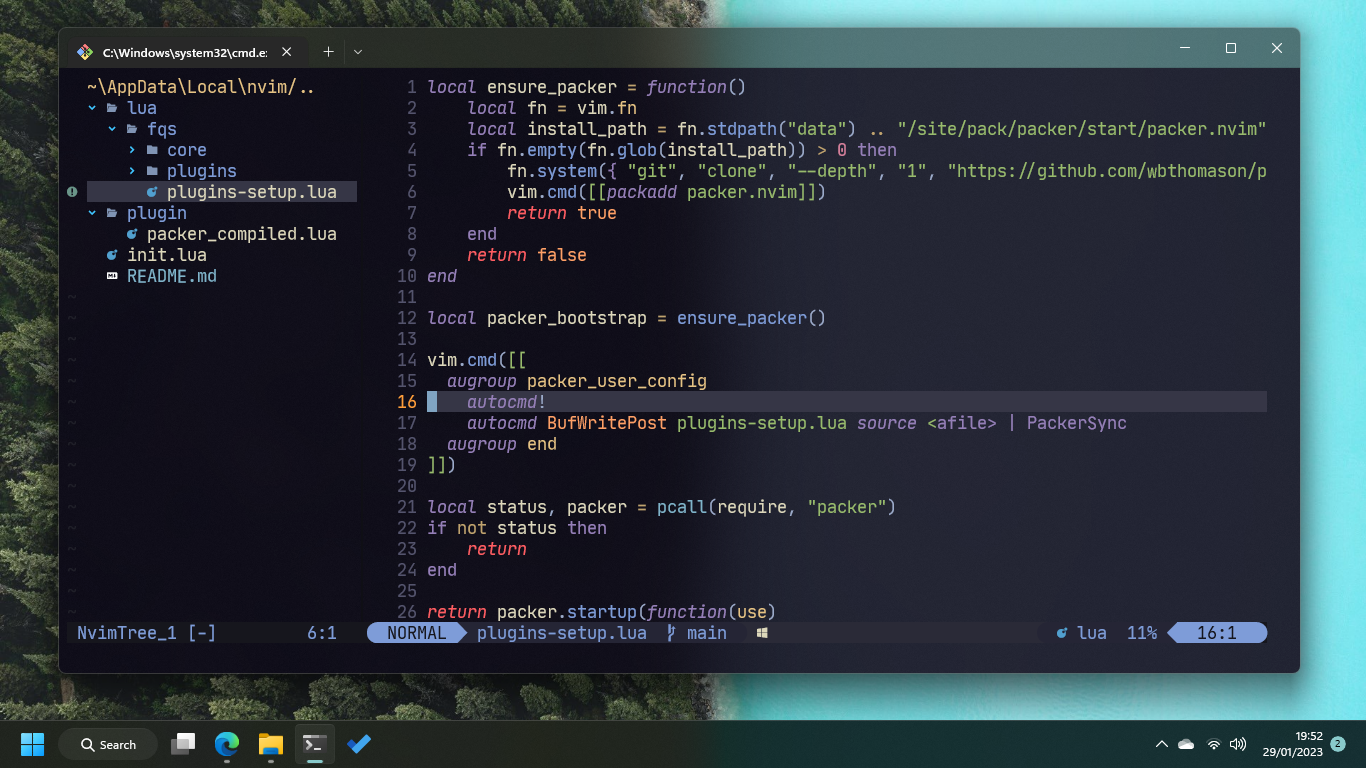 C:\Windows\system32\cmd.e:
~\AppData\Local\nvim/..
lua
fqs
core
plugins
plugins-setup.lua
plugin
packer_compiled.lua
init.lua
README.md
1 local ensure_packer = function()
2 local fn = vim.fn
3 local install_path = fn.stdpath("data") .. "/site/pack/packer/start/packer.nvim"
4 if fn.empty(fn.glob(install_path)) > 0 then
5 fn.system({ "git", "clone", "--depth", "1", "https://github.com/wbthomason/p
6 vim.cmd([[packadd packer.nvim]])
7 return true
8 end
9 return false
10 end
11
12 local packer_bootstrap = ensure_packer()
13
14 vim.cmd([[
15 augroup packer_user_config
16 autocmd!
17 autocmd BufWritePost plugins-setup.lua source <afile> | PackerSync
18 augroup end
19 ]])
20
21 local status, packer = pcall(require, "packer")
22 if not status then
23 return
24 end
25
26 return packer.startup(function(use)
NvimTree_1 [-] 6:1 NORMAL plugins-setup.lua main lua 11% 16:1
Search
19:52
29/01/2023
2